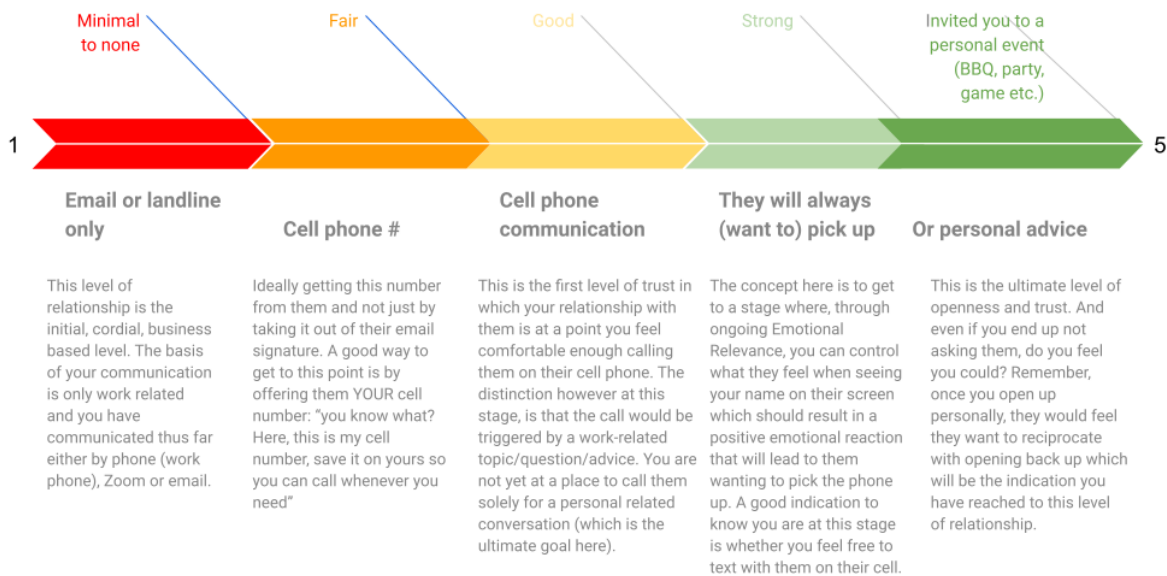 Minimal
to none
Fair
Good
Strong
Invited you to a
personal event
(BBQ, party,
game etc.)
1
5
Email or landline
only
Cell phone #
Cell phone
communication
They will always
(want to) pick up
Or personal advice
This level of
relationship is the
initial, cordial, business
based level. The basis
of your communication
is only work related
and you have
communicated thus far
either by phone (work
phone), Zoom or email.
Ideally getting this number
from them and not just by
taking it out of their email
signature. A good way to
get to this point is by
offering them YOUR cell
number: “you know what?
Here, this is my cell
number, save it on yours so
you can call whenever you
need”
This is the first level of trust in
which your relationship with
them is at a point you feel
comfortable enough calling
them on their cell phone. The
distinction however at this
stage, is that the call would be
triggered by a work-related
topic/question/advice. You are
not yet at a place to call them
solely for a personal related
conversation (which is the
ultimate goal here).
The concept here is to get
to a stage where, through
ongoing Emotional
Relevance, you can control
what they feel when seeing
your name on their screen
which should result in a
positive emotional reaction
that will lead to them
wanting to pick the phone
up. A good indication to
know you are at this stage
is whether you feel free to
text with them on their cell.
This is the ultimate level of
openness and trust. And
even if you end up not
asking them, do you feel
you could? Remember,
once you open up
personally, they would feel
they want to reciprocate
with opening back up which
will be the indication you
have reached to this level
of relationship.